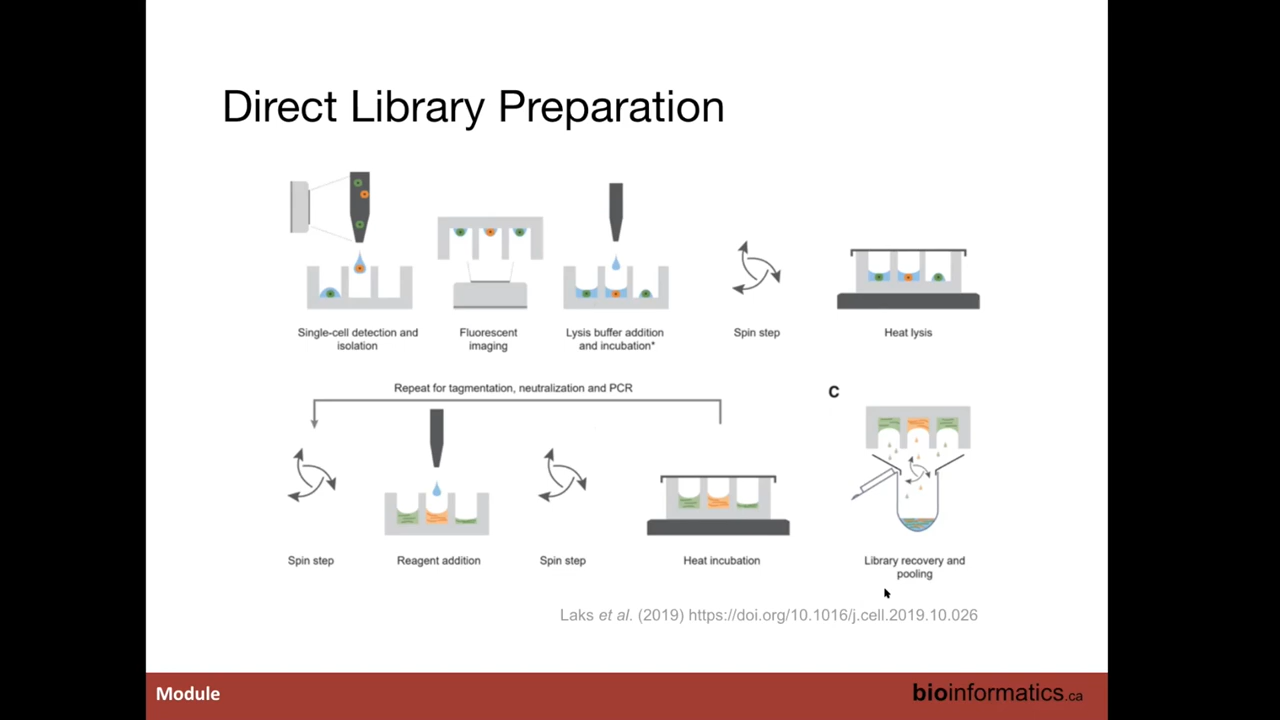 Direct Library Preparation
Single-cell detection and
isolation
Fluorescent
imaging
Lysis buffer addition
and incubation*
Spin step
Heat lysis
Repeat for tagmentation, neutralization and PCR
C
Spin step
Reagent addition
Spin step
Heat incubation
Library recovery and
pooling
Laks et al. (2019) https://doi.org/10.1016/j.cell.2019.10.026
Module
bioinformatics.ca